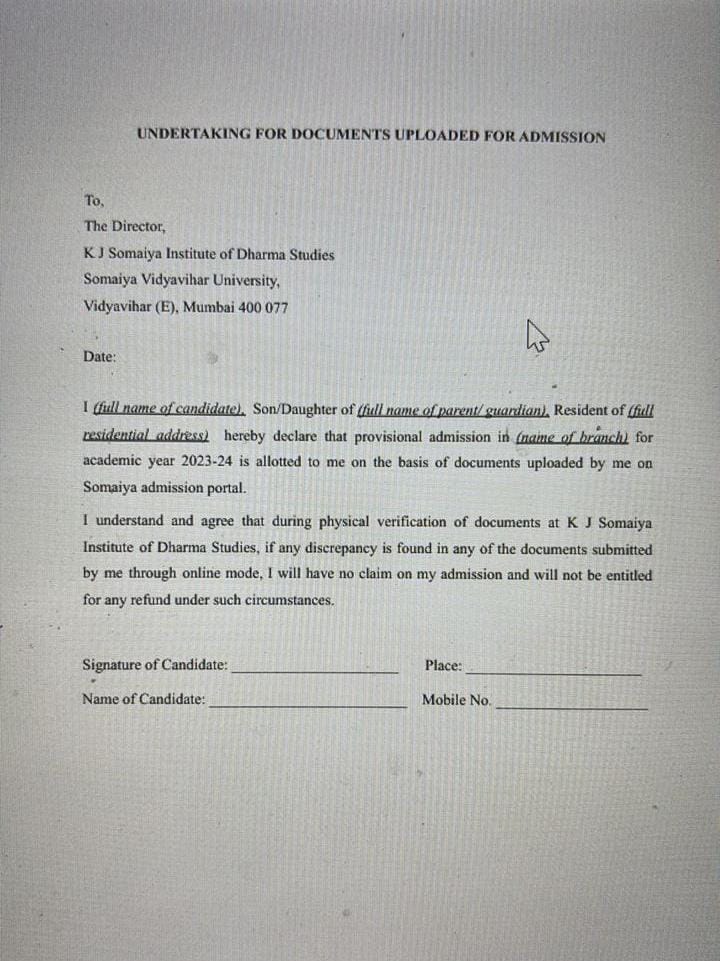 UNDERTAKING FOR DOCUMENTS UPLOADED FOR ADMISSION
To,
The Director,
K J Somaiya Institute of Dharma Studies
Somaiya Vidyavihar University,
Vidyavihar (E), Mumbai 400 077
Date:
I (full name of candidate), Son/Daughter of (full name of parent/ guardian), Resident of (full
residential address) hereby declare that provisional admission in (name of branch) for
academic year 2023-24 is allotted to me on the basis of documents uploaded by me on
Somaiya admission portal.
I understand and agree that during physical verification of documents at K J Somaiya
Institute of Dharma Studies, if any discrepancy is found in any of the documents submitted
by me through online mode, I will have no claim on my admission and will not be entitled
for any refund under such circumstances.
Signature of Candidate: ____________________ Place: ____________________
Name of Candidate: ____________________ Mobile No. ____________________